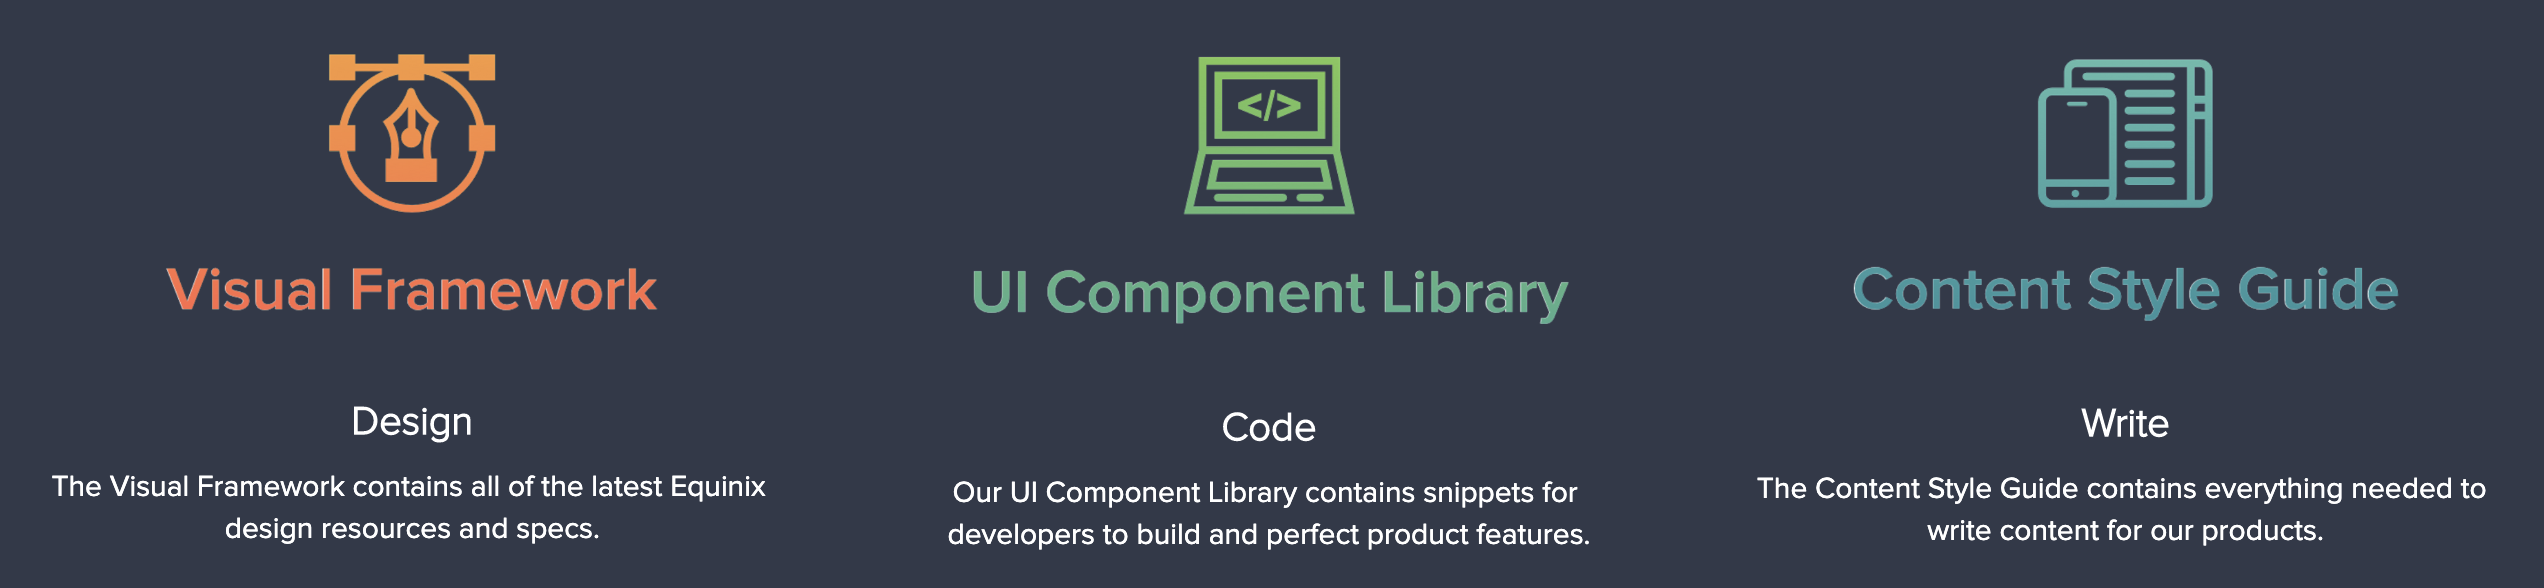 </>
Visual Framework
Design
The Visual Framework contains all of the latest Equinix
design resources and specs.
UI Component Library
Code
Our UI Component Library contains snippets for
developers to build and perfect product features.
Content Style Guide
Write
The Content Style Guide contains everything needed to
write content for our products.